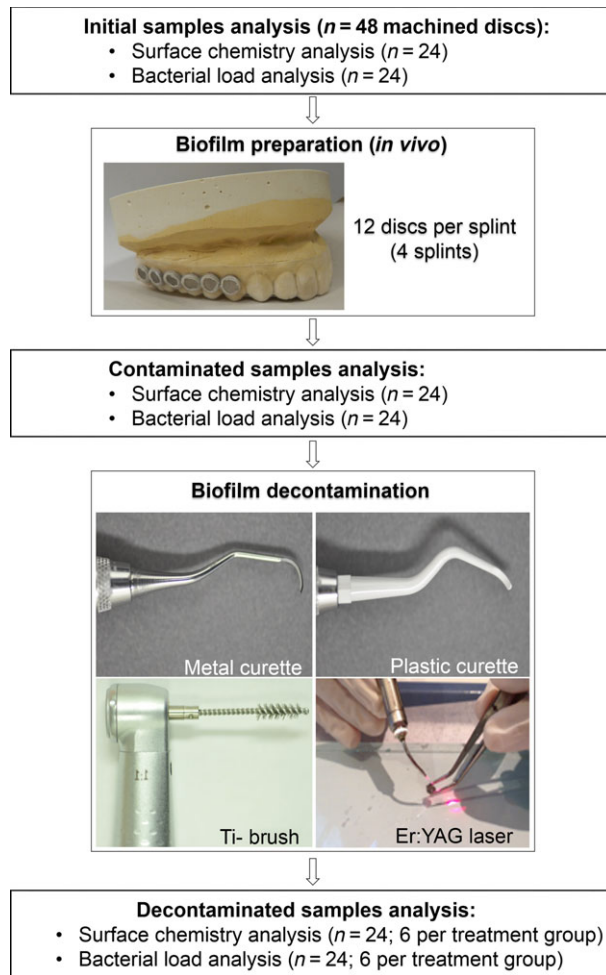 Initial samples analysis (n = 48 machined discs):
• Surface chemistry analysis (n = 24)
• Bacterial load analysis (n = 24)
Biofilm preparation (in vivo)
12 discs per splint
(4 splints)
Contaminated samples analysis:
• Surface chemistry analysis (n = 24)
• Bacterial load analysis (n = 24)
Biofilm decontamination
Metal curette
Plastic curette
Ti- brush
Er:YAG laser
Decontaminated samples analysis:
• Surface chemistry analysis (n = 24; 6 per treatment group)
• Bacterial load analysis (n = 24; 6 per treatment group)